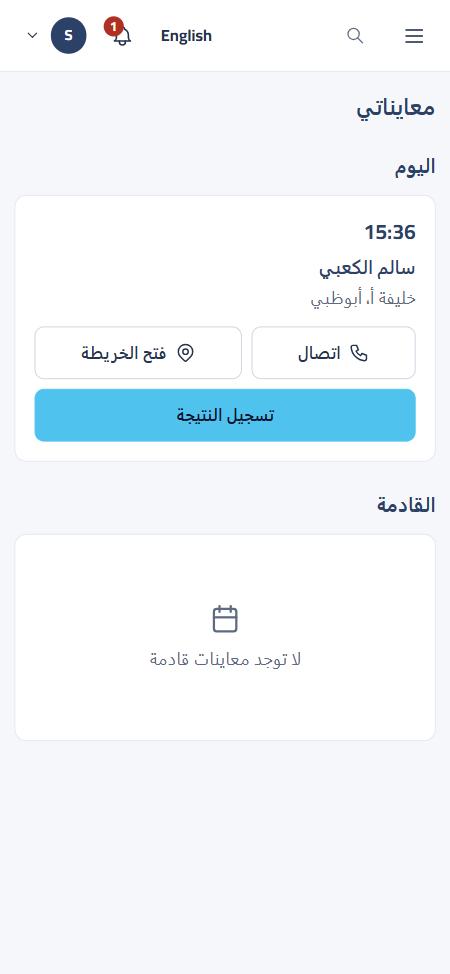 English
1
S
معايناتي
اليوم
15:36
سالم الكعبي
خليفة أ، أبوظبي
اتصال
فتح الخريطة
تسجيل النتيجة
القادمة
لا توجد معاينات قادمة